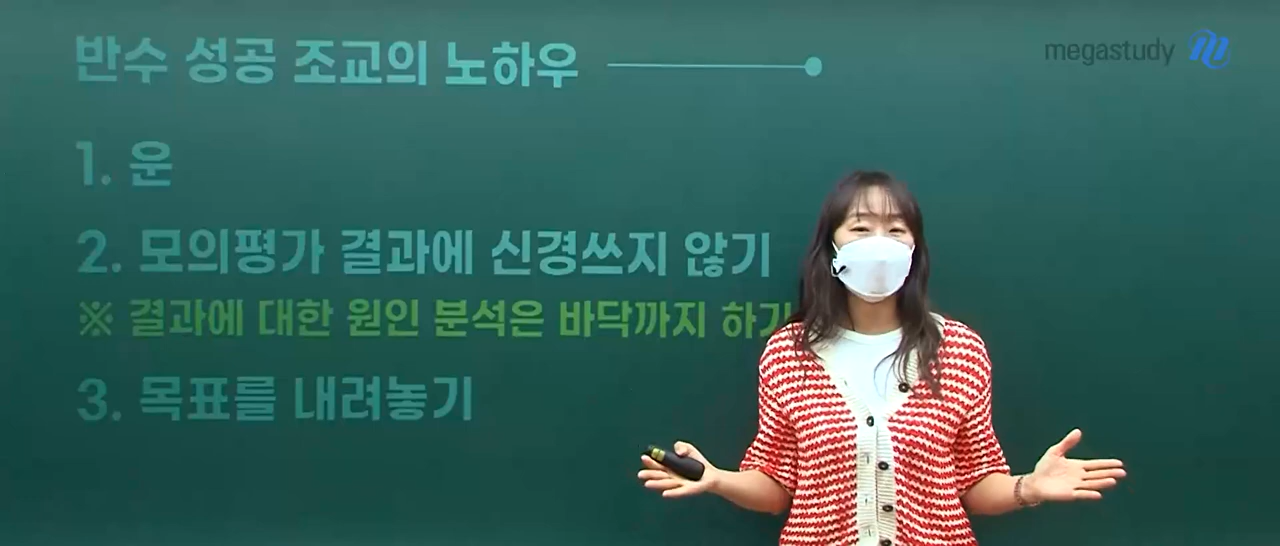 반수 성공 조교의 노하우
megastudy
1. 운
2. 모의평가 결과에 신경쓰지 않기
※ 결과에 대한 원인 분석은 바닥까지 하기
3. 목표를 내려놓기